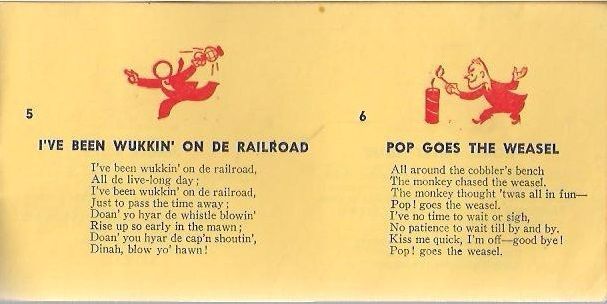 5
I'VE BEEN WUKKIN' ON DE RAILROAD
I've been wukkin' on de railroad,
All de live-long day;
I've been wukkin' on de railroad,
Just to pass the time away;
Doan' yo hyar de whistle blowin'
Rise up so early in the mawn;
Doan' you hyar de cap'n shoutin',
Dinah, blow yo' hawn!
6
POP GOES THE WEASEL
All around the cobbler's bench
The monkey chased the weasel.
The monkey thought 'twas all in fun—
Pop! goes the weasel.
I've no time to wait or sigh,
No patience to wait till by and by.
Kiss me quick, I'm off—good bye!
Pop! goes the weasel.